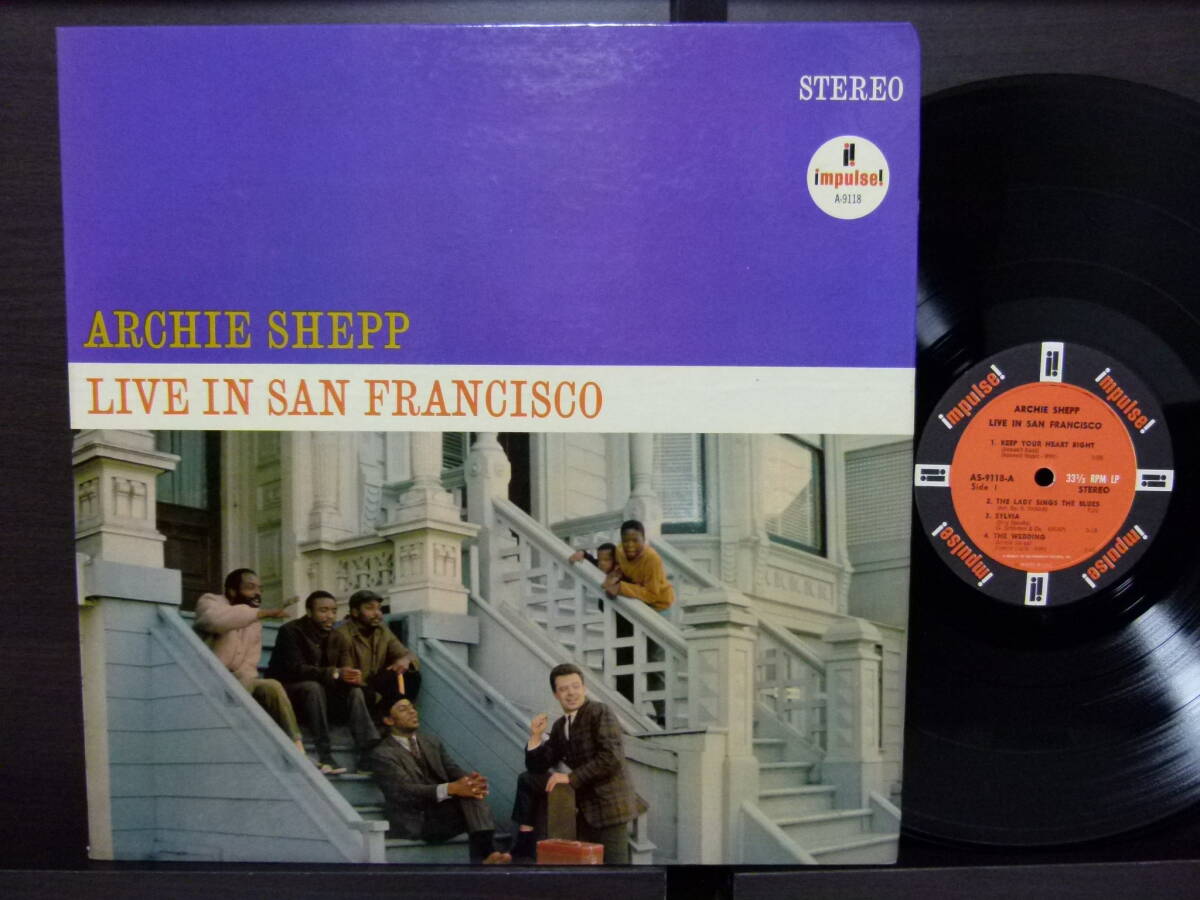 STEREO
i!
impulse!
A-9118
ARCHIE SHEPP
LIVE IN SAN FRANCISCO
i!
impulse!
impulse!
ARCHIE SHEPP
LIVE IN SAN FRANCISCO
1. KEEP YOUR HEART RIGHT
AS-9118-A
Side 1
33⅓ RPM LP
STEREO
2. THE LADY SINGS THE BLUES
3. SYLVIA
4. THE WEDDING
i!
i!
impulse!
impulse!
i!